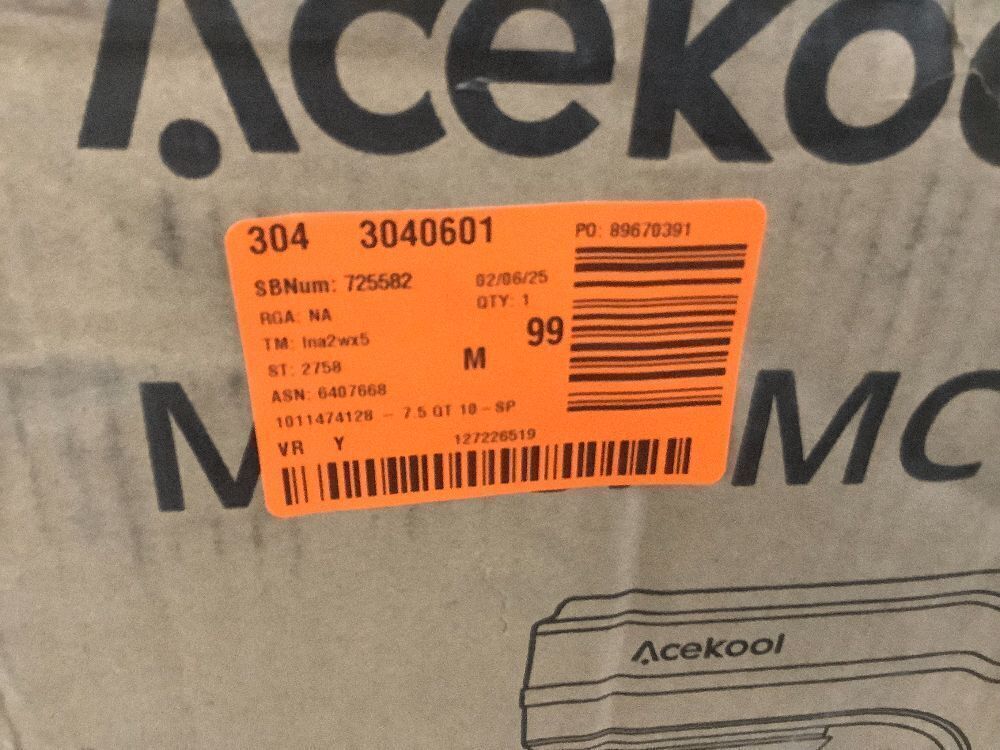 Acekoo
304 3040601
PO: 89670391
SBNum: 725582
02/06/25
RGA: NA
QTY: 1
TM: lna2wx5
99
ST: 2758
M
ASN: 6407668
1011474128 - 7.5 QT 10-SP
VR Y
127226519
M MC
Acekool